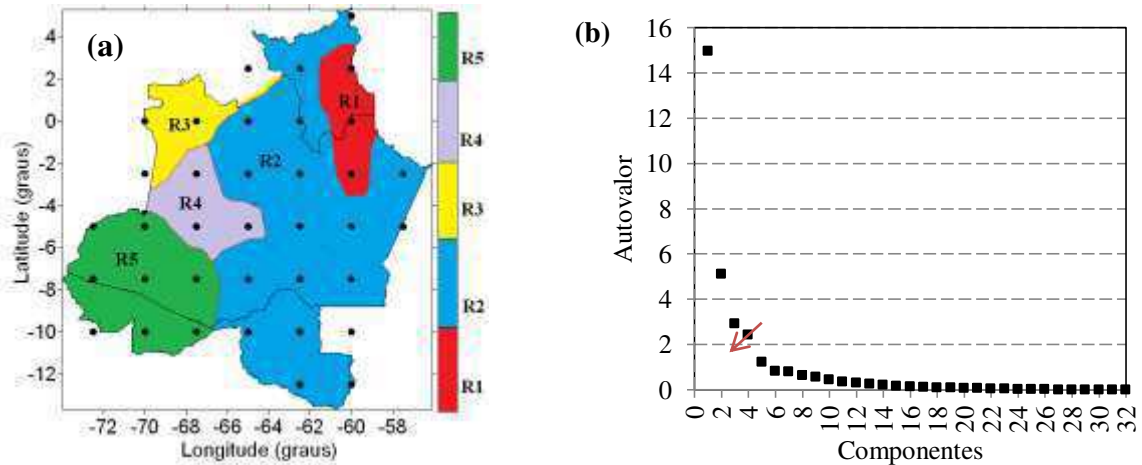 (a)
R1
R3
R2
R4
R5
4
2
0
-2
-4
-6
-8
-10
-12
Latitude (graus)
-72 -70 -68 -66 -64 -62 -60 -58
Longitude (graus)
R5
R4
R3
R2
R1
(b)
16
14
12
10
8
6
4
2
0
Autovalor
0 2 4 6 8 10 12 14 16 18 20 22 24 26 28 30 32
Componentes